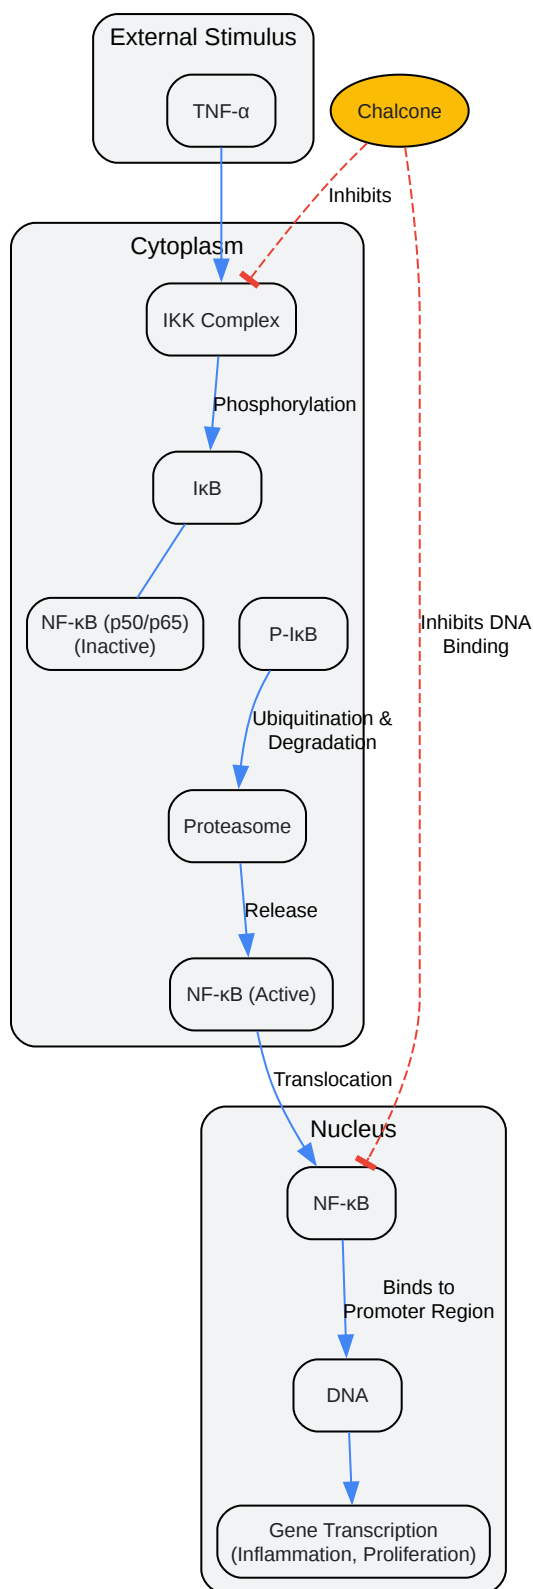 External Stimulus
TNF-α
Chalcone
Inhibits
Cytoplasm
IKK Complex
Phosphorylation
IκB
NF-κB (p50/p65)
(Inactive)
P-IκB
Inhibits DNA
Binding
Ubiquitination &
Degradation
Proteasome
Release
NF-κB (Active)
Translocation
Nucleus
NF-κB
Binds to
Promoter Region
DNA
Gene Transcription
(Inflammation, Proliferation)